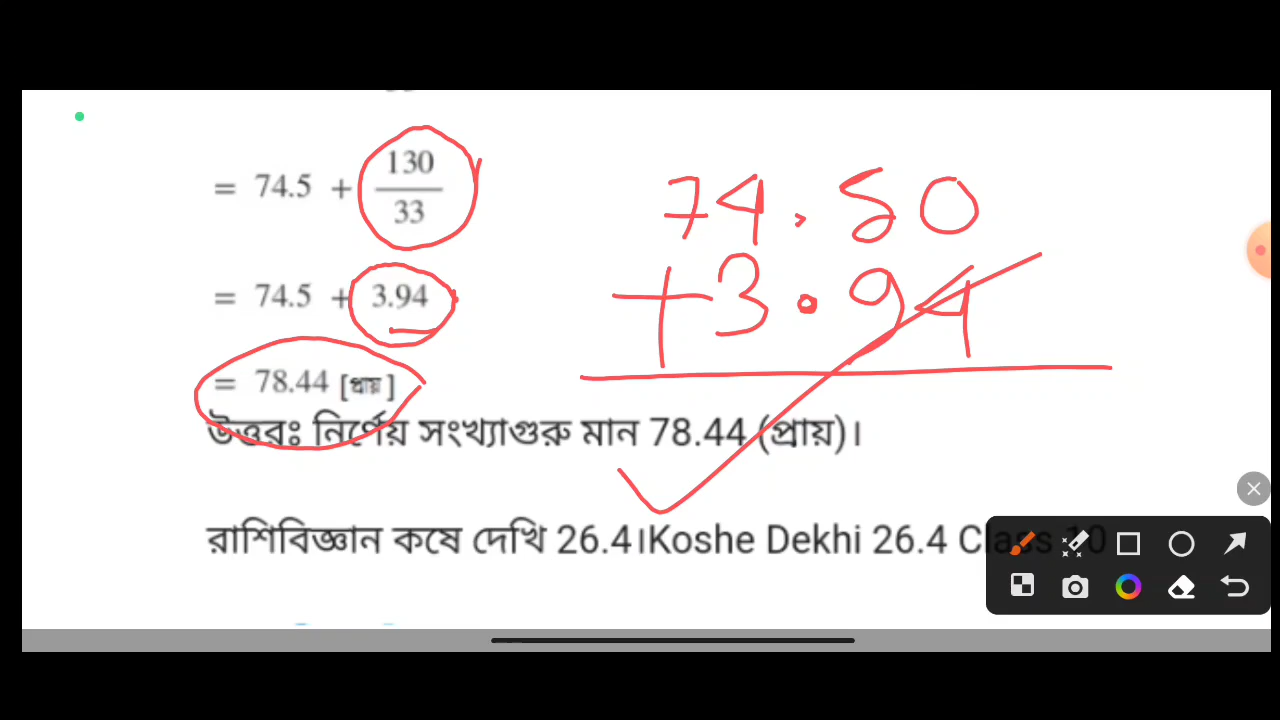 = 74.5 + 130/33
= 74.5 + 3.94
= 78.44 [প্রায় ]
74.50
+3.94
উত্তরঃ নির্ণেয় সংখ্যাগুরু মান 78.44 (প্রায়)।
রাশিবিজ্ঞান কষে দেখি 26.4।Koshe Dekhi 26.4 Class 10